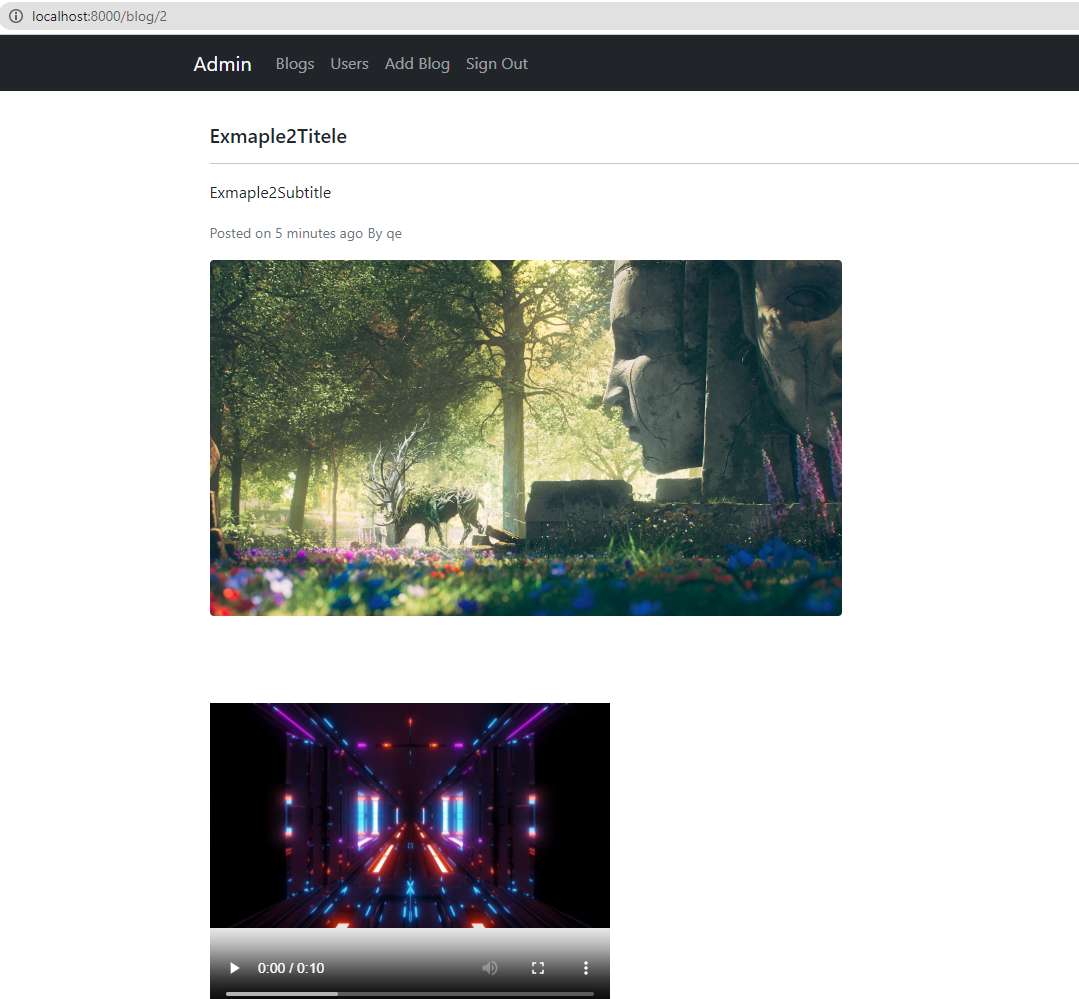 localhost:8000/blog/2
Admin Blogs Users Add Blog Sign Out
Exmaple2Titele
Exmaple2Subtitle
Posted on 5 minutes ago By qe
0:00 / 0:10